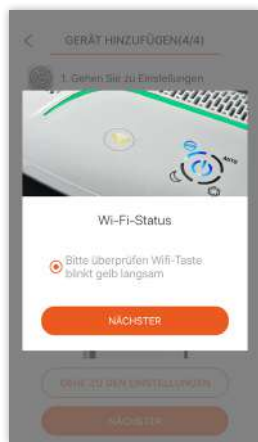 GERÄT HINZUFÜGEN(4/4)
1. Gehen Sie zu Einstellungen
AUTO
Wi-Fi-Status
Bitte überprüfen Wifi-Taste
blinkt gelb langsam
NÄCHSTER
GEHE ZU DEN EINSTELLUNGEN
NÄCHSTER